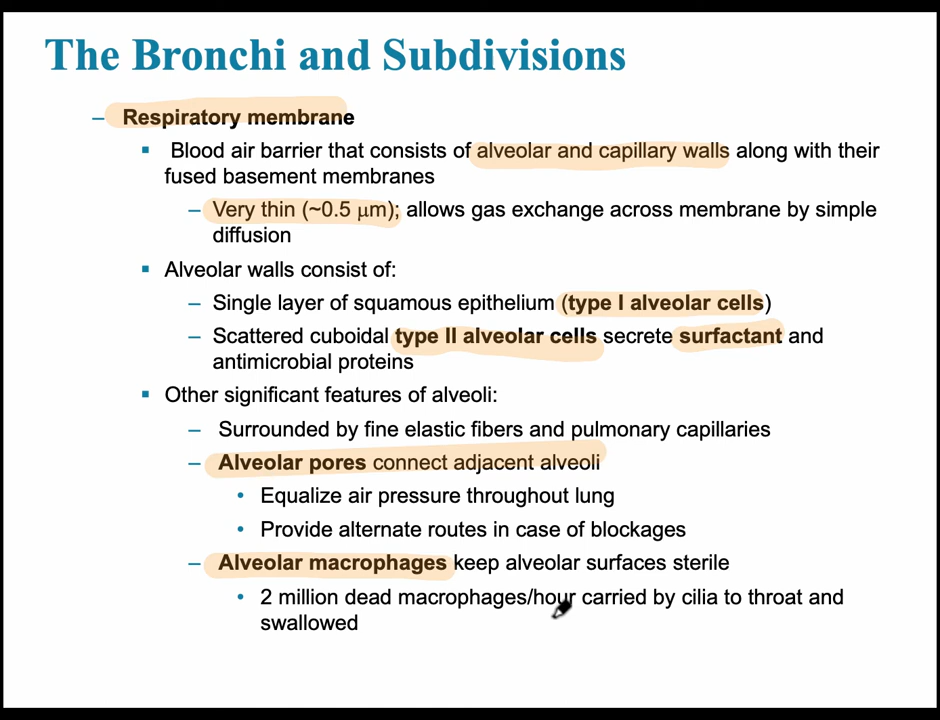 The Bronchi and Subdivisions
– Respiratory membrane
▪ Blood air barrier that consists of alveolar and capillary walls along with their
fused basement membranes
– Very thin (~0.5 μm); allows gas exchange across membrane by simple
diffusion
▪ Alveolar walls consist of:
– Single layer of squamous epithelium (type I alveolar cells)
– Scattered cuboidal type II alveolar cells secrete surfactant and
antimicrobial proteins
▪ Other significant features of alveoli:
– Surrounded by fine elastic fibers and pulmonary capillaries
– Alveolar pores connect adjacent alveoli
• Equalize air pressure throughout lung
• Provide alternate routes in case of blockages
– Alveolar macrophages keep alveolar surfaces sterile
• 2 million dead macrophages/hour carried by cilia to throat and
swallowed